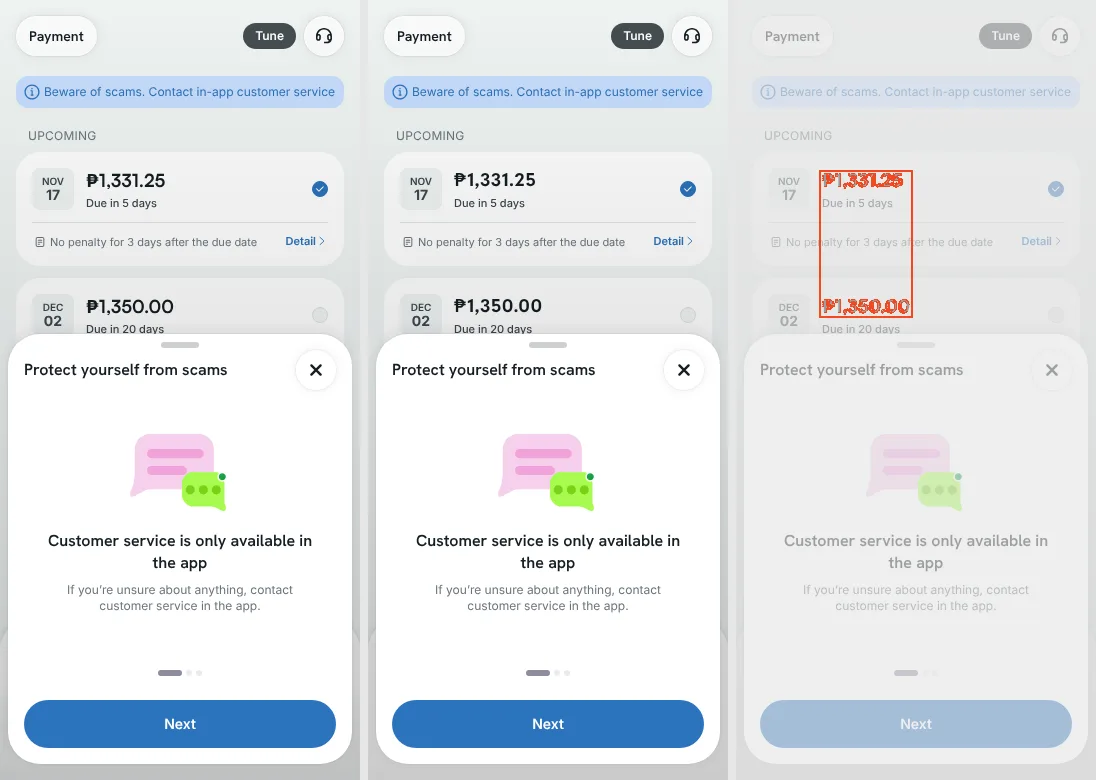 Payment
Tune
Beware of scams. Contact in-app customer service
UPCOMING
NOV
17
₱1,331.25
Due in 5 days
No penalty for 3 days after the due date
Detail
DEC
02
₱1,350.00
Due in 20 days
Protect yourself from scams
Customer service is only available in
the app
If you're unsure about anything, contact
customer service in the app.
Next
Payment
Tune
Beware of scams. Contact in-app customer service
UPCOMING
NOV
17
₱1,331.25
Due in 5 days
No penalty for 3 days after the due date
Detail
DEC
02
₱1,350.00
Due in 20 days
Protect yourself from scams
Customer service is only available in
the app
If you're unsure about anything, contact
customer service in the app.
Next
Payment
Tune
Beware of scams. Contact in-app customer service
UPCOMING
NOV
17
₱1,331.25
Due in 5 days
No penalty for 3 days after the due date
Detail
DEC
02
₱1,350.00
Due in 20 days
Protect yourself from scams
Customer service is only available in
the app
If you're unsure about anything, contact
customer service in the app.
Next